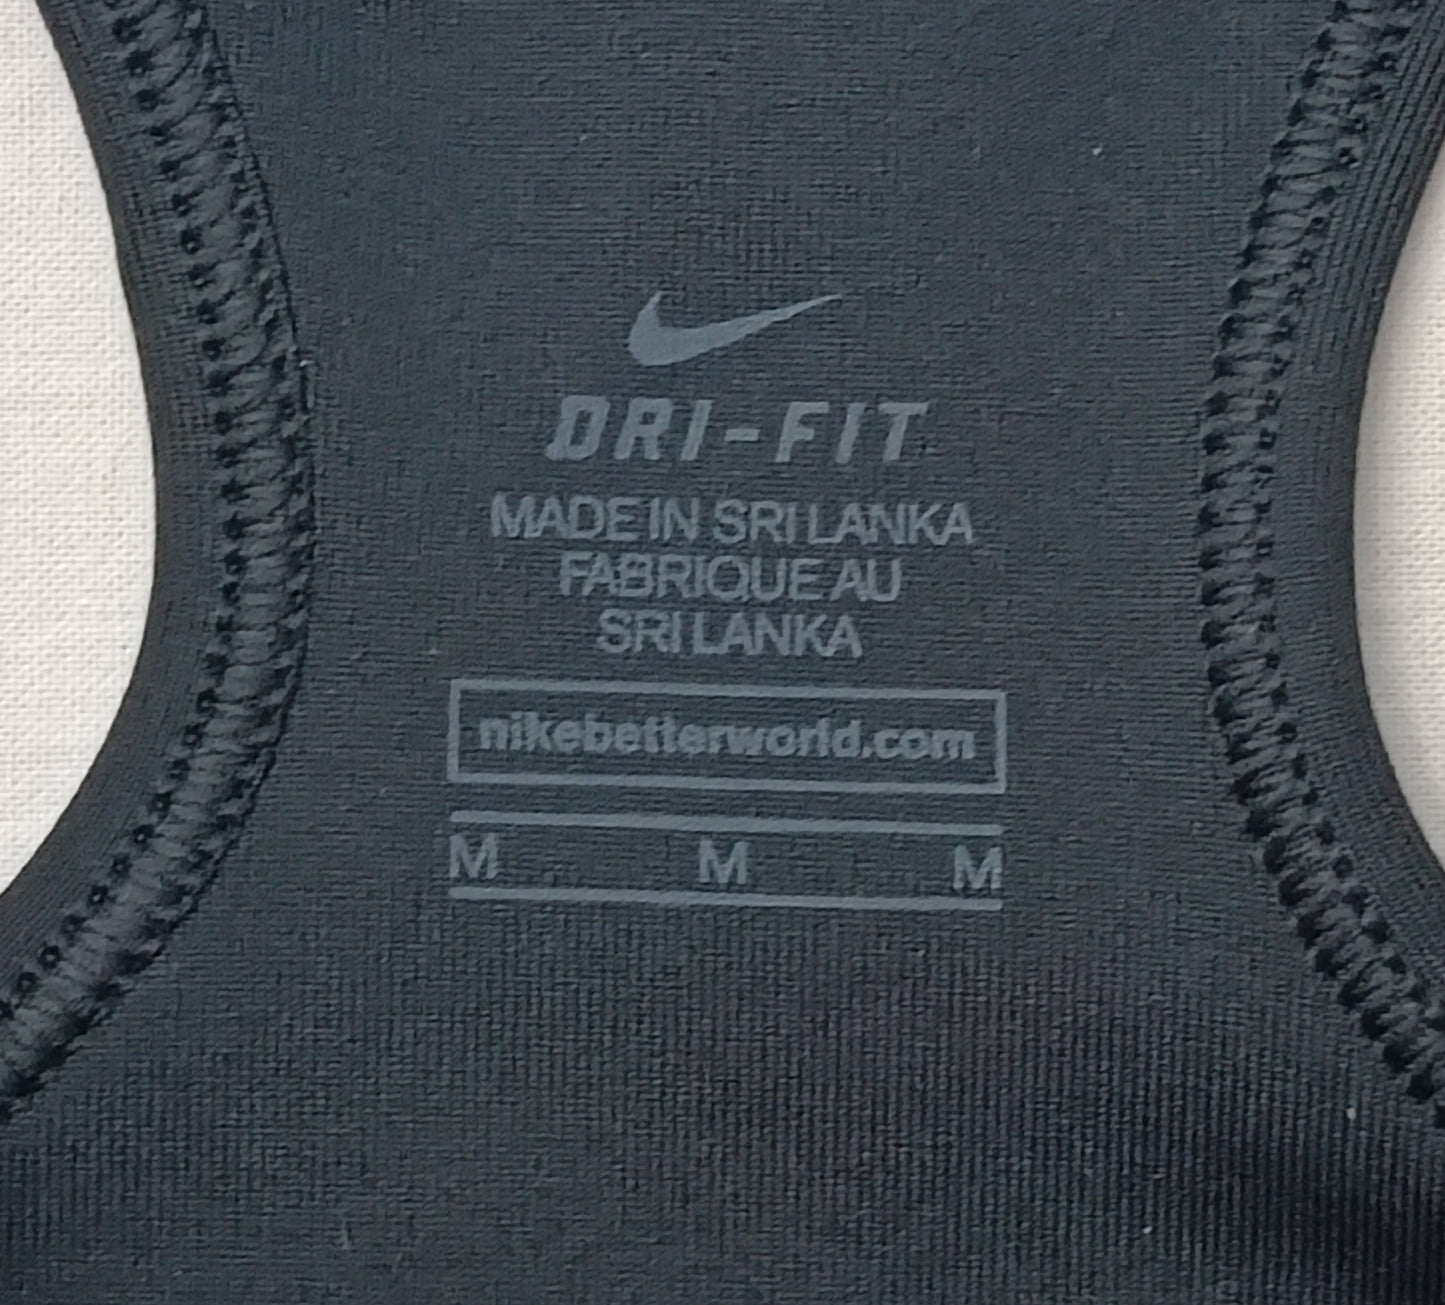 DRI-FIT
MADE IN SRI LANKA
FABRIQUE AU
SRI LANKA
nikebetterworld.com
M M M